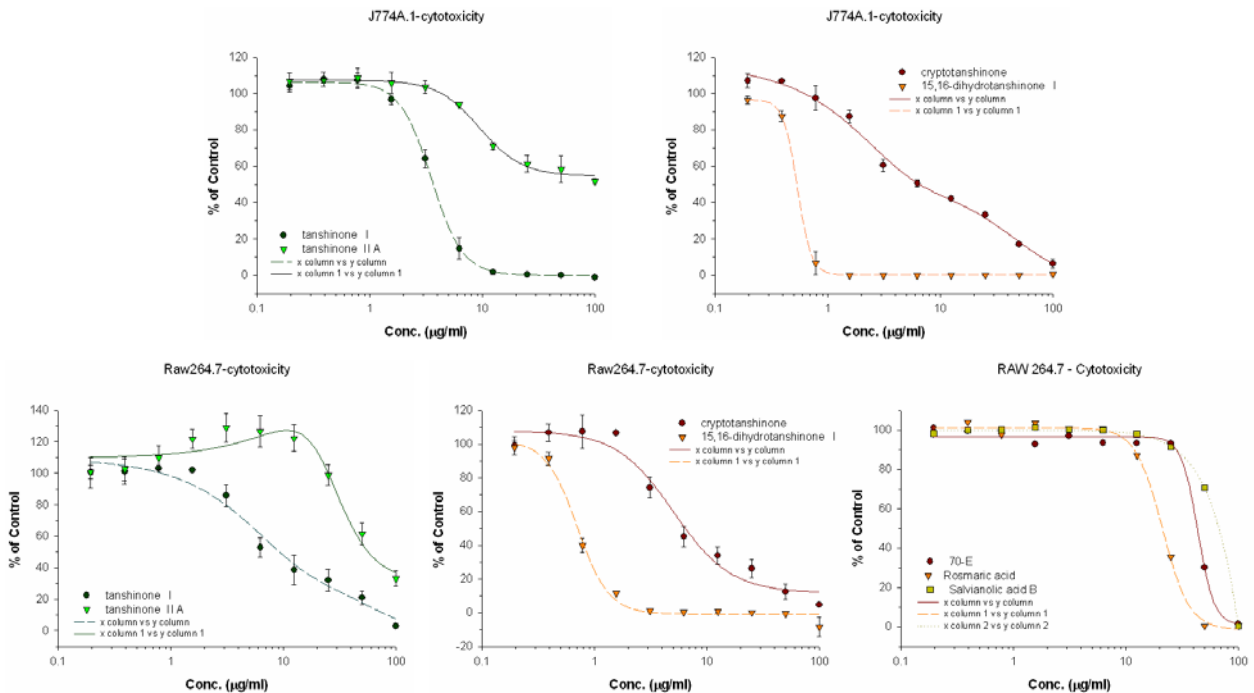 J774A.1-cytotoxicity
120
100
80
60
40
20
0
% of Control
tanshinone I
tanshinone II A
x column vs y column
x column 1 vs y column 1
0.1
1
10
100
Conc. (µg/ml)
J774A.1-cytotoxicity
120
100
80
60
40
20
0
% of Control
cryptotanshinone
15,16-dihydrotanshinone I
x column vs y column
x column 1 vs y column 1
0.1
1
10
100
Conc. (µg/ml)
Raw264.7-cytotoxicity
140
120
100
80
60
40
20
0
% of Control
tanshinone I
tanshinone II A
x column vs y column
x column 1 vs y column 1
0.1
1
10
100
Conc. (µg/ml)
Raw264.7-cytotoxicity
120
100
80
60
40
20
0
-20
% of Control
cryptotanshinone
15,16-dihydrotanshinone I
x column vs y column
x column 1 vs y column 1
0.1
1
10
100
Conc. (µg/ml)
RAW 264.7 - Cytotoxicity
100
80
60
40
20
0
% of Control
70-E
Rosmaric acid
Salvianolic acid B
x column vs y column
x column 1 vs y column 1
x column 2 vs y column 2
0.1
1
10
100
Conc. (µg/ml)